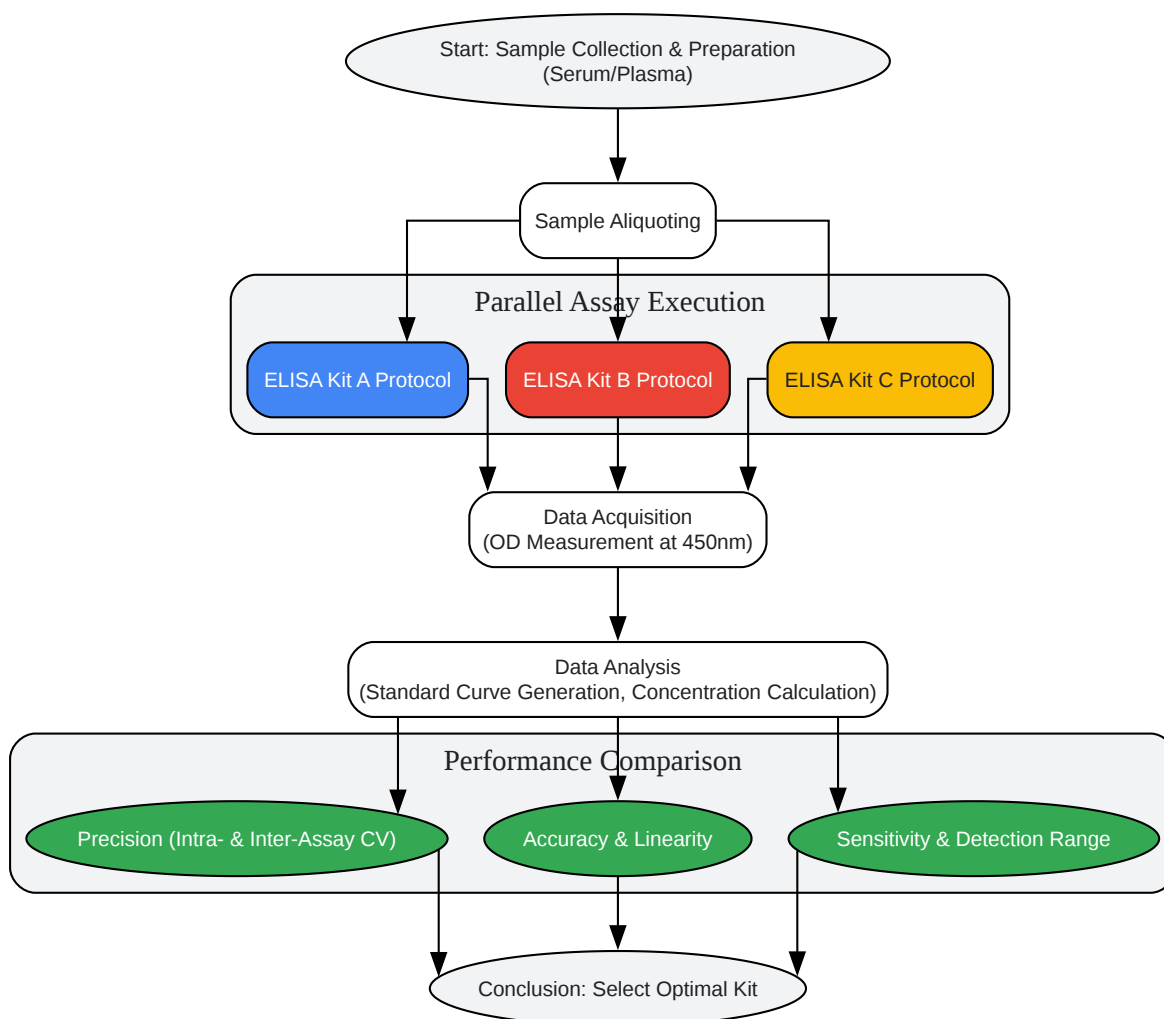 Start: Sample Collection & Preparation
(Serum/Plasma)
Sample Aliquoting
Parallel Assay Execution
ELISA Kit A Protocol
ELISA Kit B Protocol
ELISA Kit C Protocol
Data Acquisition
(OD Measurement at 450nm)
Data Analysis
(Standard Curve Generation, Concentration Calculation)
Performance Comparison
Precision (Intra- & Inter-Assay CV)
Accuracy & Linearity
Sensitivity & Detection Range
Conclusion: Select Optimal Kit